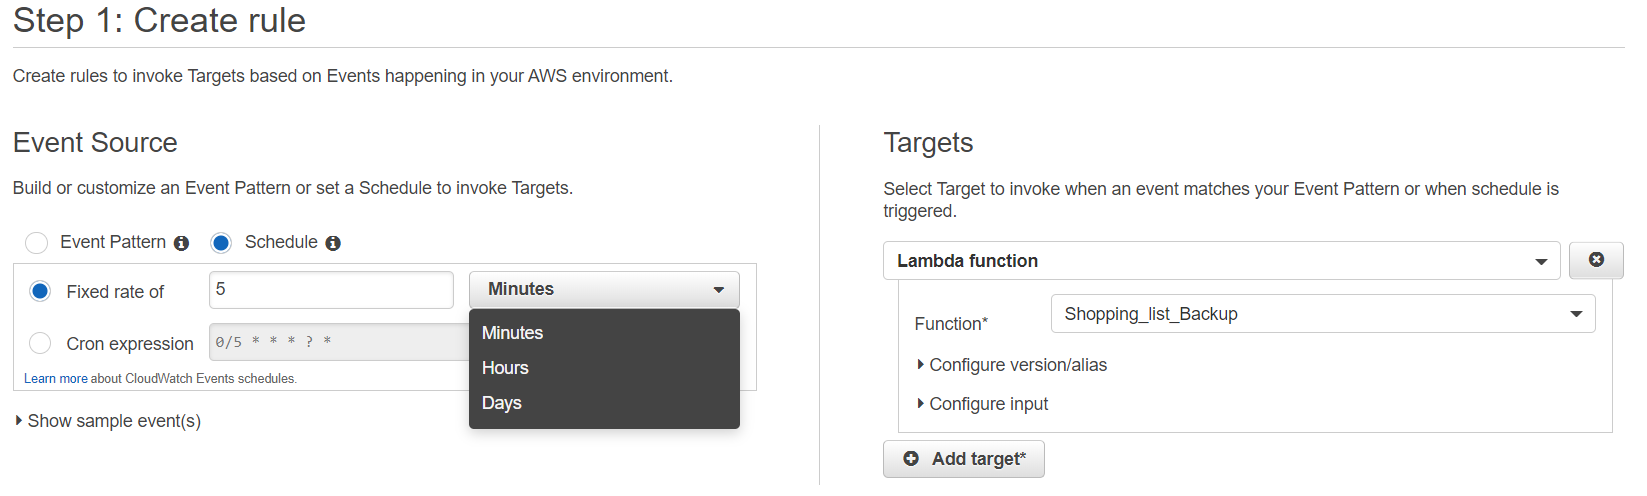 Step 1: Create rule
Create rules to invoke Targets based on Events happening in your AWS environment.
Event Source
Build or customize an Event Pattern or set a Schedule to invoke Targets.
Event Pattern Schedule
Fixed rate of 5 Minutes
Minutes
Hours
Days
Cron expression 0/5 * * * ? *
Learn more about CloudWatch Events schedules.
Show sample event(s)
Targets
Select Target to invoke when an event matches your Event Pattern or when schedule is
triggered.
Lambda function
Function* Shopping_list_Backup
Configure version/alias
Configure input
Add target*